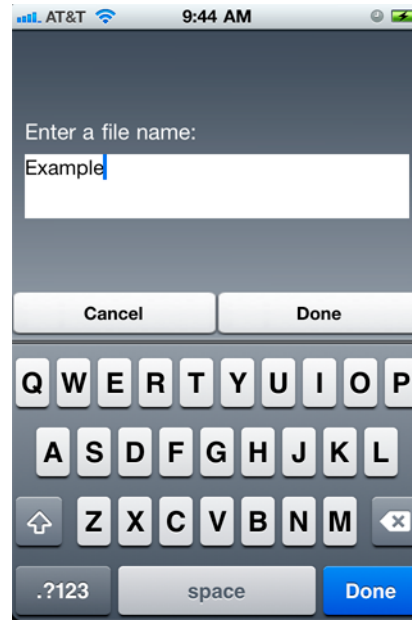 AT&T 9:44 AM
Enter a file name:
Example
Cancel Done
Q W E R T Y U I O P
A S D F G H J K L
Z X C V B N M
.?123 space Done